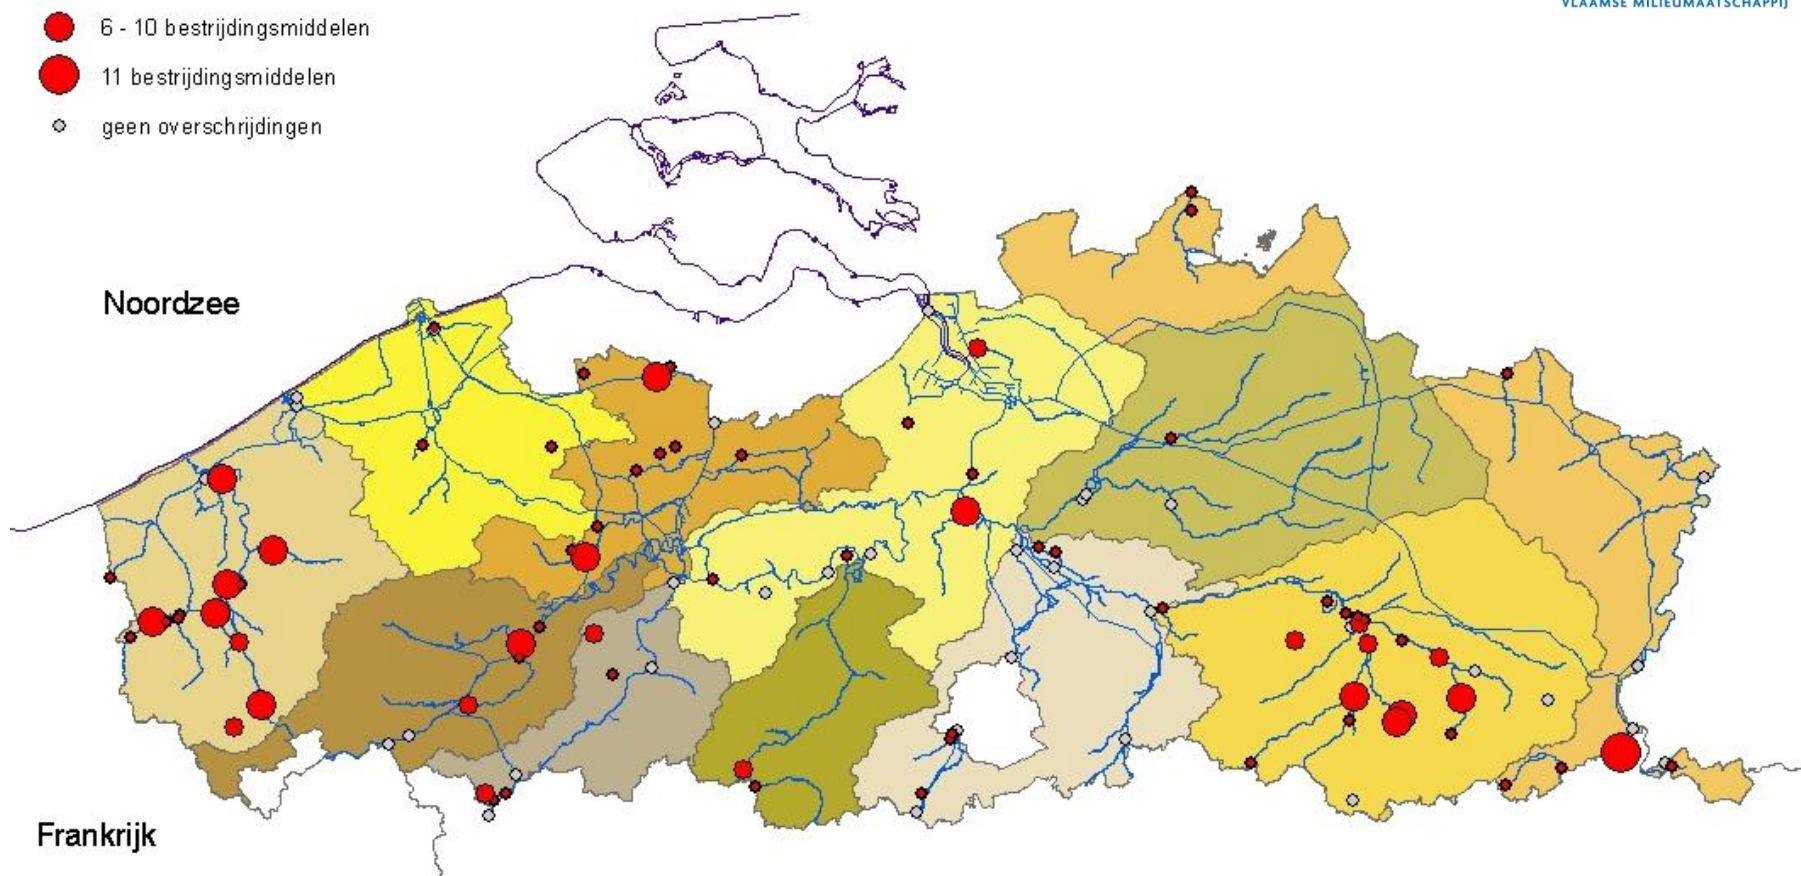 VLAAMSE MILIEUMAATSCHAPPIJ
6 - 10 bestrijdingsmiddelen
11 bestrijdingsmiddelen
geen overschrijdingen
Noordzee
Frankrijk